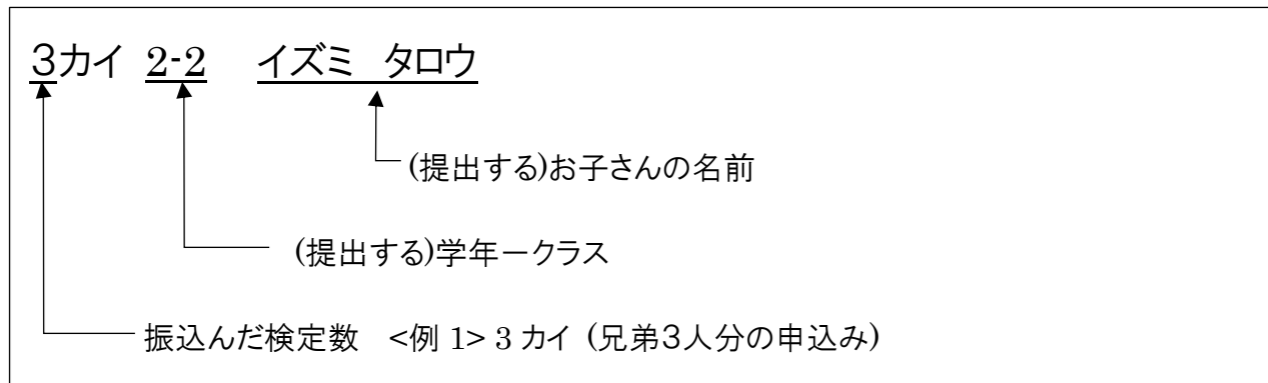 3カイ 2-2 イズミ タロウ
(提出する)お子さんの名前
(提出する)学年ークラス
振込んだ検定数 <例 1> 3 カイ (兄弟3人分の申込み)